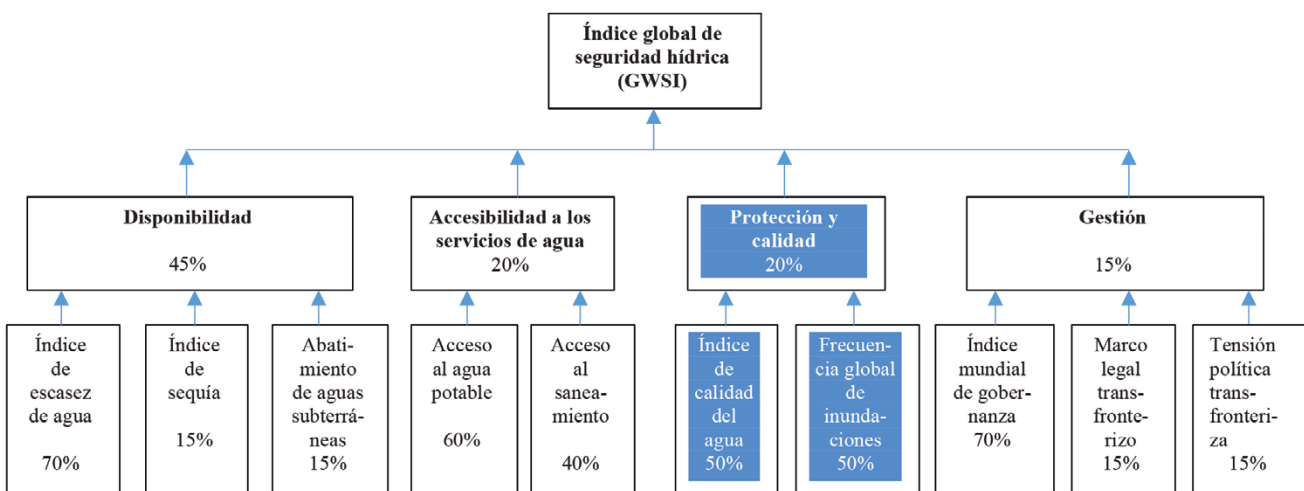 Índice global de
seguridad hídrica
(GWSI)
Disponibilidad
45%
Accesibilidad a los
servicios de agua
20%
Protección y
calidad
20%
Gestión
15%
Índice
de
escasez
de agua
70%
Índice
de
sequía
15%
Abati-
miento
de aguas
subterrá-
neas
15%
Acceso
al agua
potable
60%
Acceso
al
sanea-
miento
40%
Índice
de
calidad
del
agua
50%
Frecuen-
cia global
de
inunda-
ciones
50%
Índice
mundial
de gober-
nanza
70%
Marco
legal
trans-
fronte-
rizo
15%
Tensión
política
trans-
fronteri-
za
15%